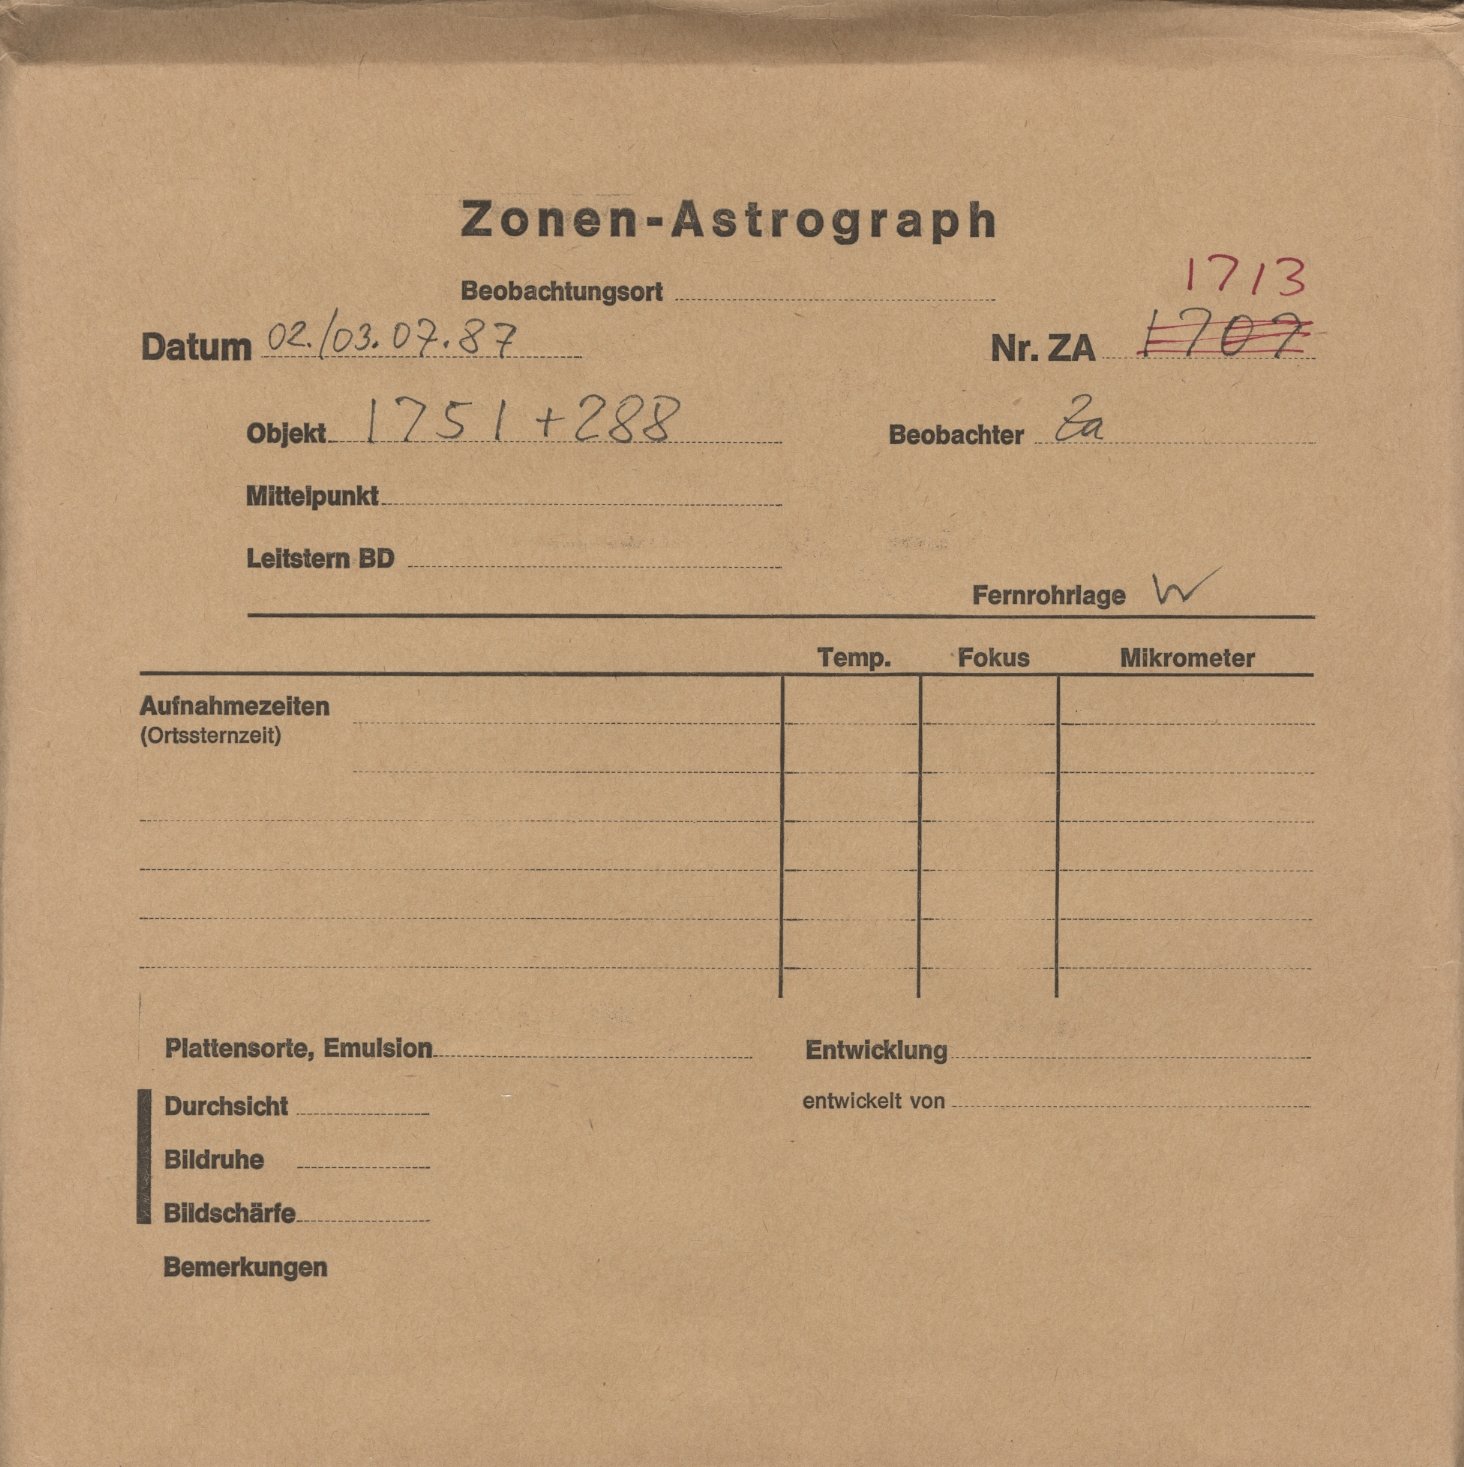 Zonen-Astrograph
Beobachtungsort
1713
Datum 02./03.07.87
Nr. ZA 1707
Objekt 1751+288
Beobachter Za
Mittelpunkt
Leitstern BD
Fernrohrlage W
Temp. Fokus Mikrometer
Aufnahmezeiten
(Ortssternzeit)
Plattensorte, Emulsion
Entwicklung
Durchsicht
entwickelt von
Bildruhe
Bildschärfe
Bemerkungen